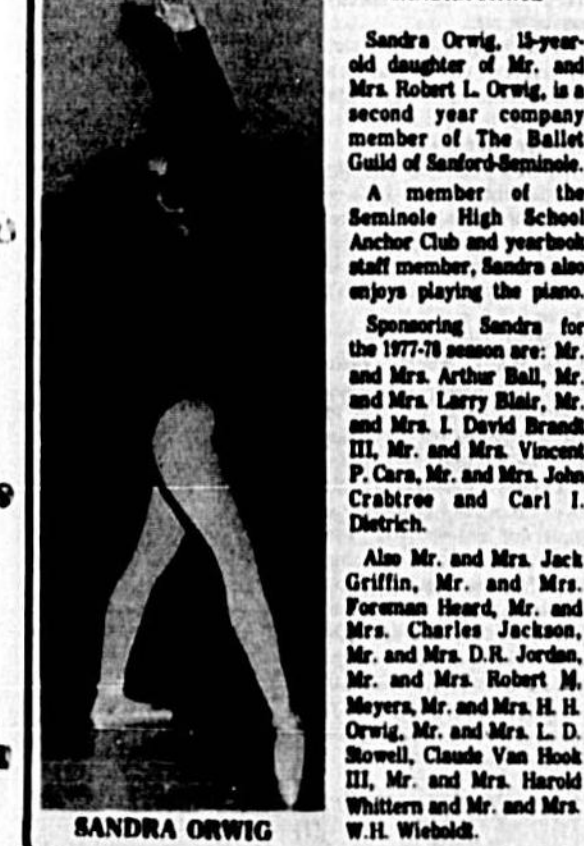 Sandra Orwig, 15-year-
old daughter of Mr. and
Mrs. Robert L. Orwig, is a
second year company
member of The Ballet
Guild of Sanford-Seminole.
A member of the
Seminole High School
Anchor Club and yearbook
staff member, Sandra also
enjoys playing the piano.
Sponsoring Sandra for
the 1977-78 season are: Mr.
and Mrs. Arthur Ball, Mr.
and Mrs. Larry Blair, Mr.
and Mrs. I. David Brandt
III, Mr. and Mrs. Vincent
P. Cara, Mr. and Mrs. John
Crabtree and Carl I.
Dietrich.
Also Mr. and Mrs. Jack
Griffin, Mr. and Mrs.
Foreman Heard, Mr. and
Mrs. Charles Jackson,
Mr. and Mrs. D.R. Jordan,
Mr. and Mrs. Robert M.
Meyers, Mr. and Mrs. H. H.
Orwig, Mr. and Mrs. L. D.
Stowell, Claude Van Hook
III, Mr. and Mrs. Harold
Whittern and Mr. and Mrs.
W.H. Wieboldt.
SANDRA ORWIG